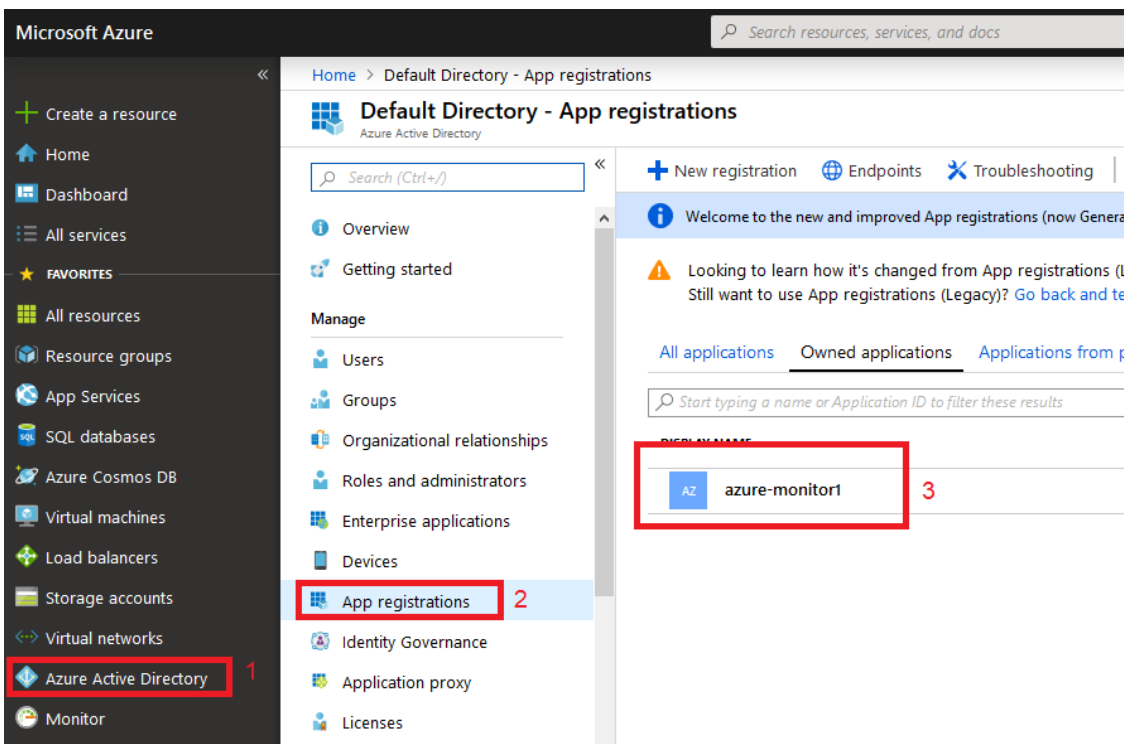 Microsoft Azure
Search resources, services, and docs
«
Create a resource
Home
Dashboard
All services
FAVORITES
All resources
Resource groups
App Services
SQL databases
Azure Cosmos DB
Virtual machines
Load balancers
Storage accounts
Virtual networks
Azure Active Directory 1
Monitor
Home > Default Directory - App registrations
Default Directory - App registrations
Azure Active Directory
Search (Ctrl+/)
«
Overview
Getting started
Manage
Users
Groups
Organizational relationships
Roles and administrators
Enterprise applications
Devices
App registrations 2
Identity Governance
Application proxy
Licenses
New registration Endpoints Troubleshooting
Welcome to the new and improved App registrations (now Genera
Looking to learn how it's changed from App registrations (L
Still want to use App registrations (Legacy)? Go back and te
All applications Owned applications Applications from p
Start typing a name or Application ID to filter these results
DISPLAY NAME
AZ azure-monitor1 3